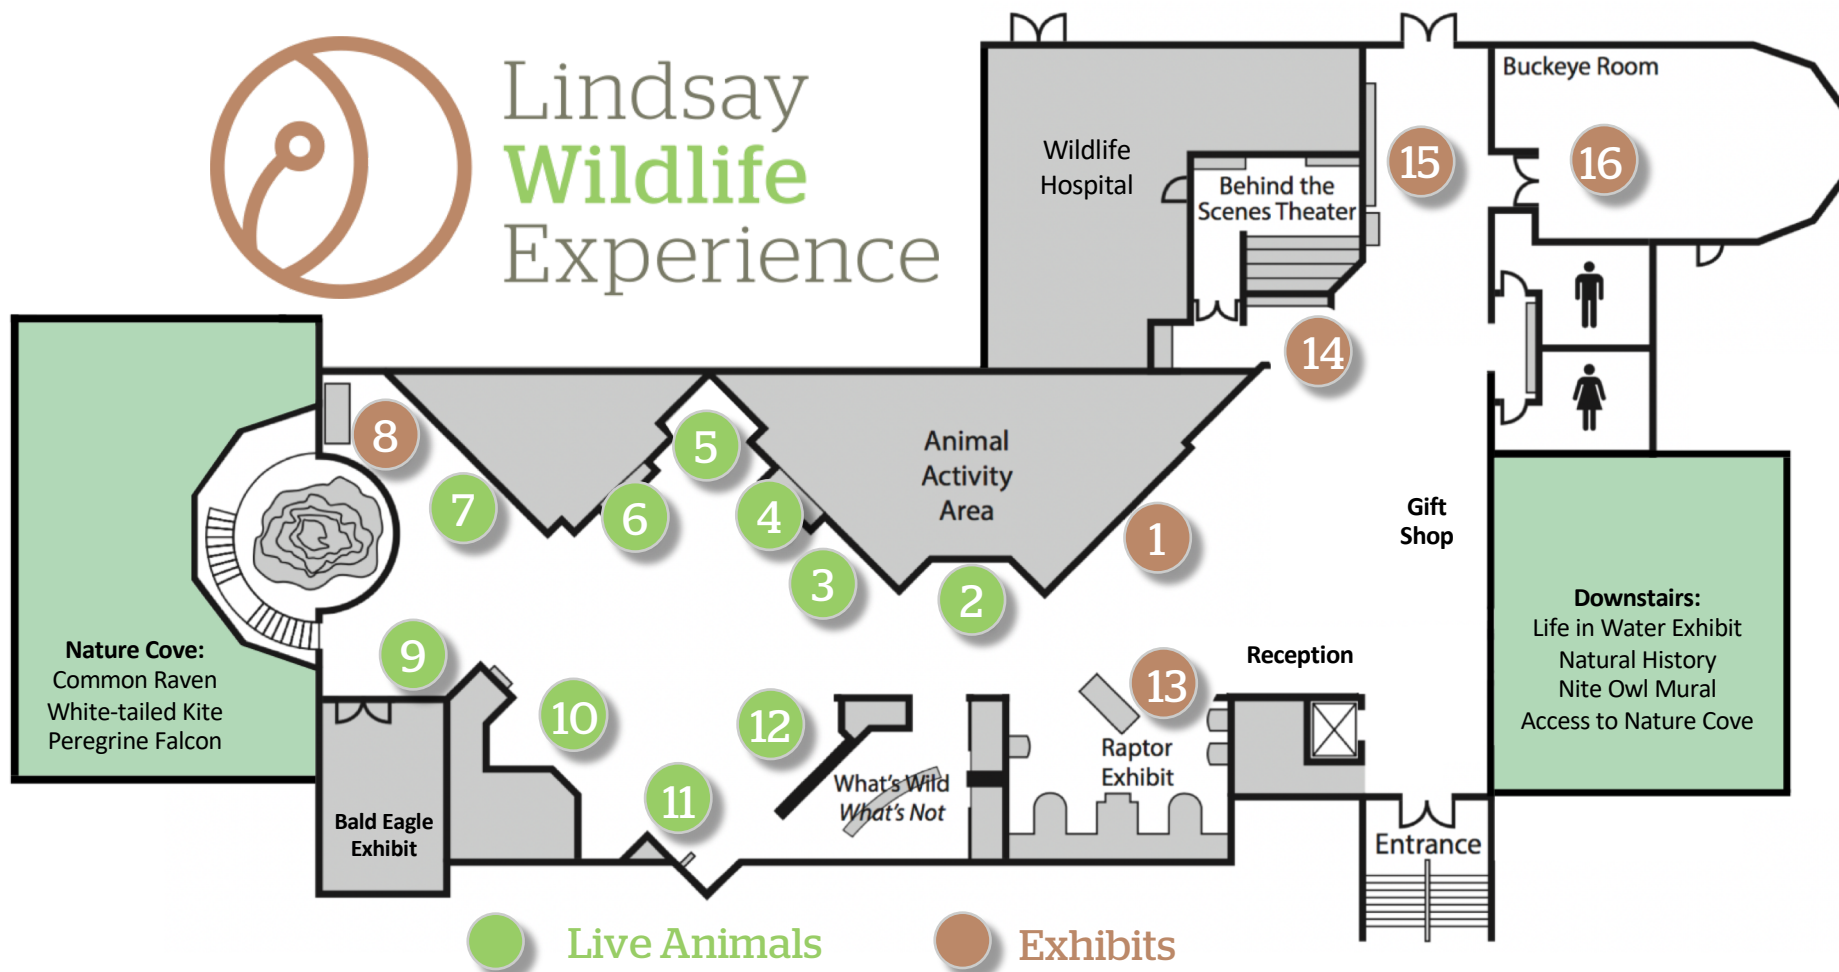 Lindsay
Wildlife
Experience
Buckeye Room
Wildlife
Hospital
Behind the
Scenes Theater
15
16
14
8
5
Animal
Activity
Area
7
6
4
1
Gift
Shop
3
2
Nature Cove:
Common Raven
White-tailed Kite
Peregrine Falcon
9
Reception
Downstairs:
Life in Water Exhibit
Natural History
Nite Owl Mural
Access to Nature Cove
10
12
13
Raptor
Exhibit
11
What's Wild
What's Not
Bald Eagle
Exhibit
Entrance
Live Animals
Exhibits